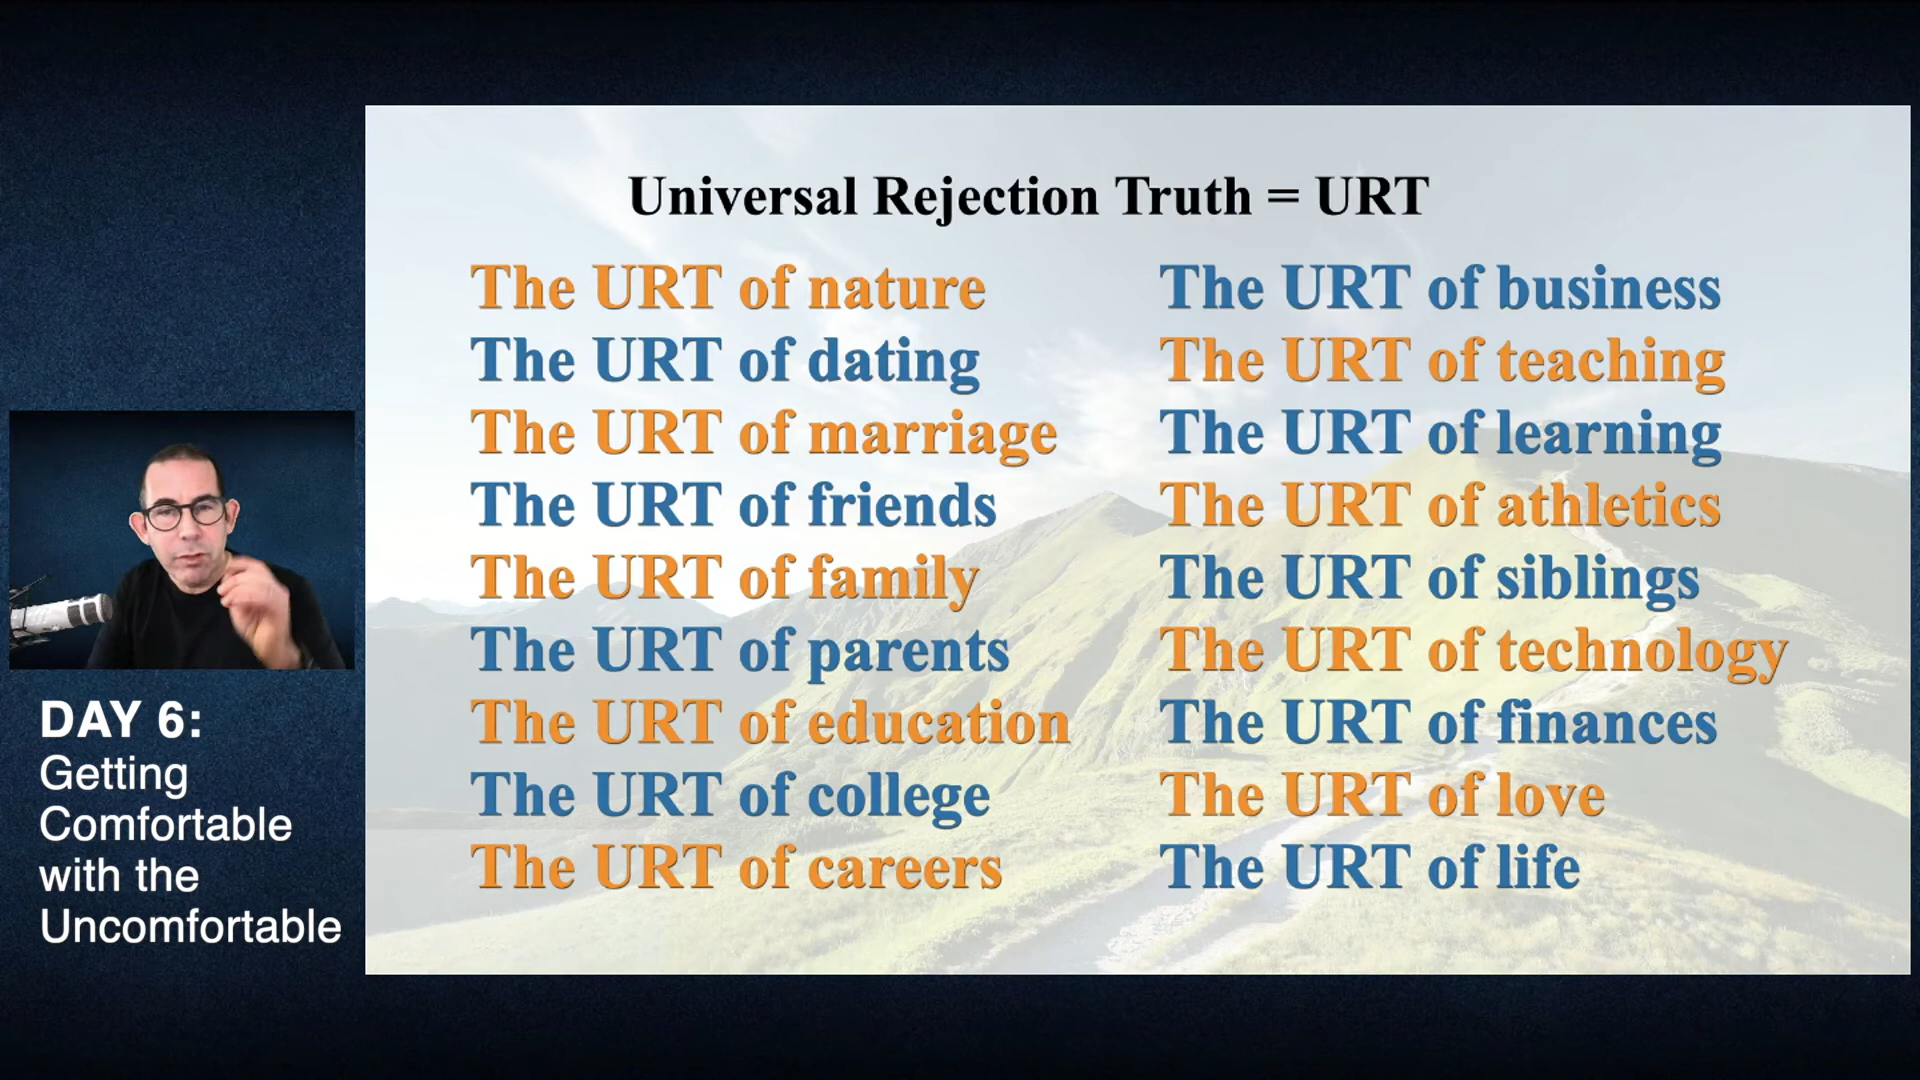 Universal Rejection Truth = URT
The URT of nature
The URT of dating
The URT of marriage
The URT of friends
The URT of family
The URT of parents
The URT of education
The URT of college
The URT of careers
The URT of business
The URT of teaching
The URT of learning
The URT of athletics
The URT of siblings
The URT of technology
The URT of finances
The URT of love
The URT of life
DAY 6:
Getting
Comfortable
with the
Uncomfortable